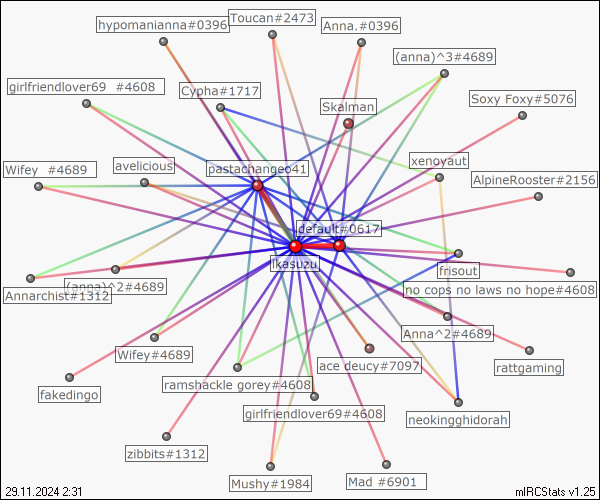 Toucan#2473
hypomanianna#0396
Anna.#0396
(anna)^3#4689
girlfriendlover69 #4608
Cypha#1717
Skalman
Soxy Foxy#5076
Wifey #4689
avelicious
pastachangeo41
xenoyaut
AlpineRooster#2156
default#0617
ikasuzu
frisout
Annarchist#1312
(anna)^2#4689
no cops no laws no hope#4608
Anna^2#4689
Wifey#4689
ace deucy#7097
rattgaming
fakedingo
ramshackle gorey#4608
girlfriendlover69#4608
neokingghidorah
zibbits#1312
Mushy#1984
Mad #6901
29.11.2024 2:31
mIRCStats v1.25